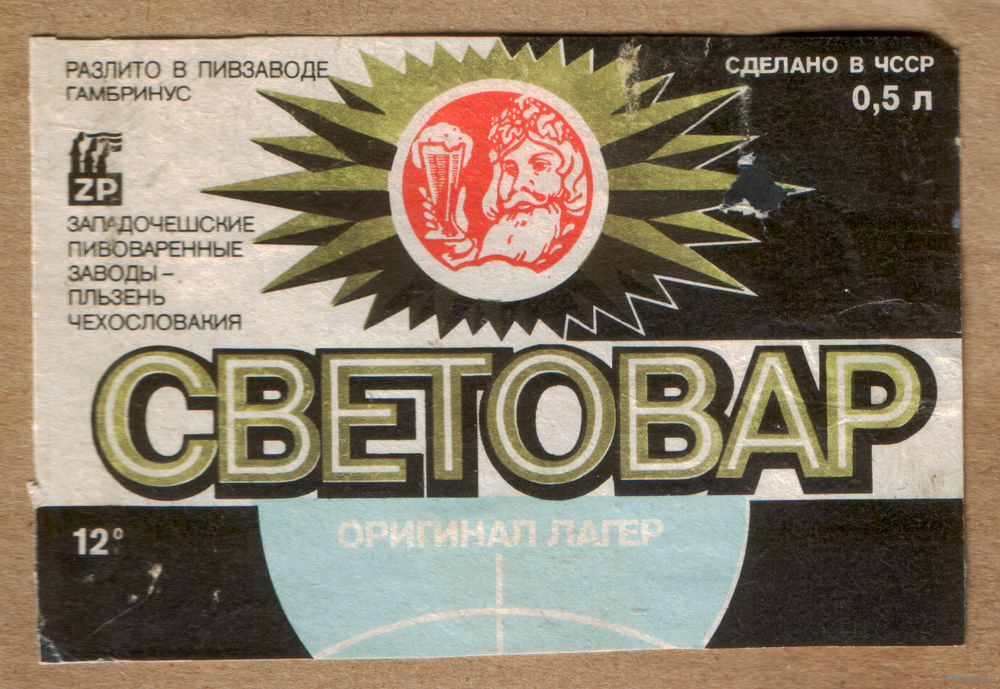 РАЗЛИТО В ПИВЗАВОДЕ
ГАМБРИНУС
СДЕЛАНО В ЧССР
0,5 л
ZP
ЗАПАДОЧЕШСКИЕ
ПИВОВАРЕННЫЕ
ЗАВОДЫ –
ПЛЬЗЕНЬ
ЧЕХОСЛОВАКИЯ
СВЕТОВАР
ОРИГИНАЛ ЛАГЕР
12°